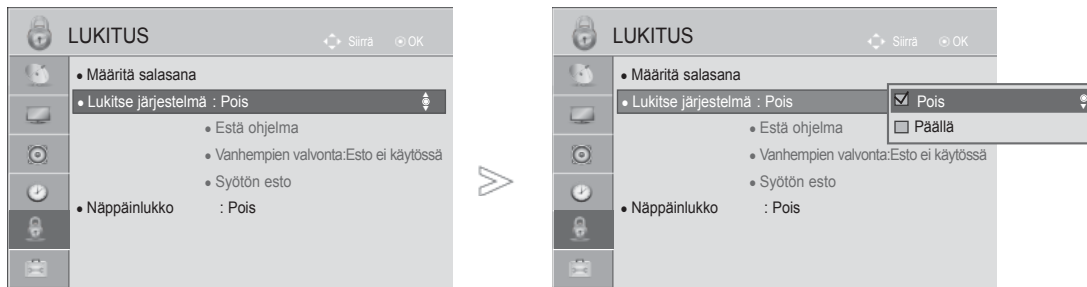 LUKITUS
Siirrä OK
• Määritä salasana
• Lukitse järjestelmä : Pois
• Estä ohjelma
• Vanhempien valvonta:Esto ei käytössä
• Syötön esto
• Näppäinlukko : Pois
LUKITUS
Siirrä OK
• Määritä salasana
• Lukitse järjestelmä : Pois
Pois
Päällä
• Estä ohjelma
• Vanhempien valvonta:Esto ei käytössä
• Syötön esto
• Näppäinlukko : Pois